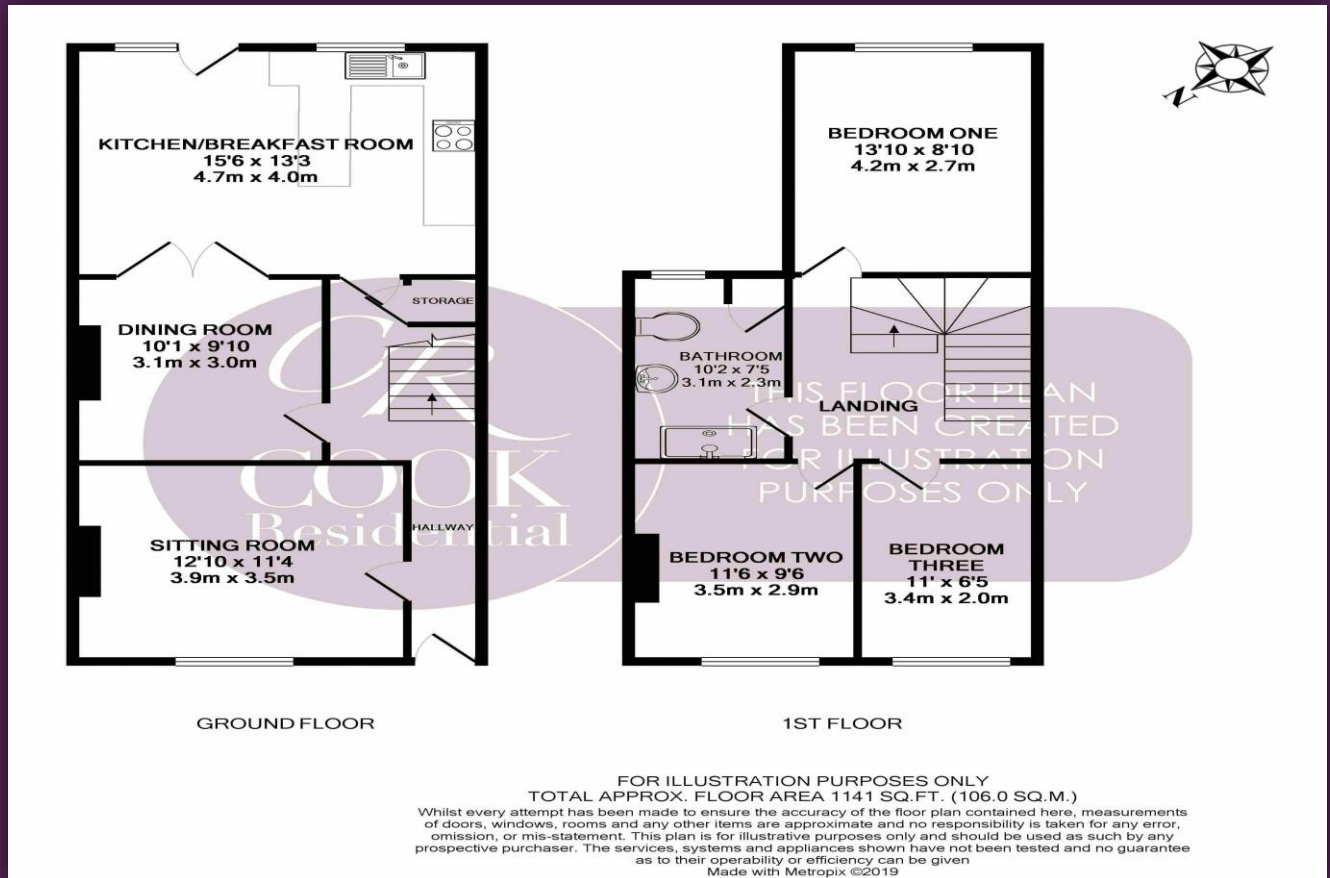 N
KITCHEN/BREAKFAST ROOM
15'6 x 13'3
4.7m x 4.0m
STORAGE
DINING ROOM
10'1 x 9'10
3.1m x 3.0m
HALLWAY
SITTING ROOM
12'10 x 11'4
3.9m x 3.5m
CR
COOK
Residential
BEDROOM ONE
13'10 x 8'10
4.2m x 2.7m
BATHROOM
10'2 x 7'5
3.1m x 2.3m
LANDING
BEDROOM TWO
11'6 x 9'6
3.5m x 2.9m
BEDROOM
THREE
11' x 6'5
3.4m x 2.0m
THIS FLOOR PLAN
HAS BEEN CREATED
FOR ILLUSTRATION
PURPOSES ONLY
GROUND FLOOR
1ST FLOOR
FOR ILLUSTRATION PURPOSES ONLY
TOTAL APPROX. FLOOR AREA 1141 SQ.FT. (106.0 SQ.M.)
Whilst every attempt has been made to ensure the accuracy of the floor plan contained here, measurements
of doors, windows, rooms and any other items are approximate and no responsibility is taken for any error,
omission, or mis-statement. This plan is for illustrative purposes only and should be used as such by any
prospective purchaser. The services, systems and appliances shown have not been tested and no guarantee
as to their operability or efficiency can be given
Made with Metropix ©2019